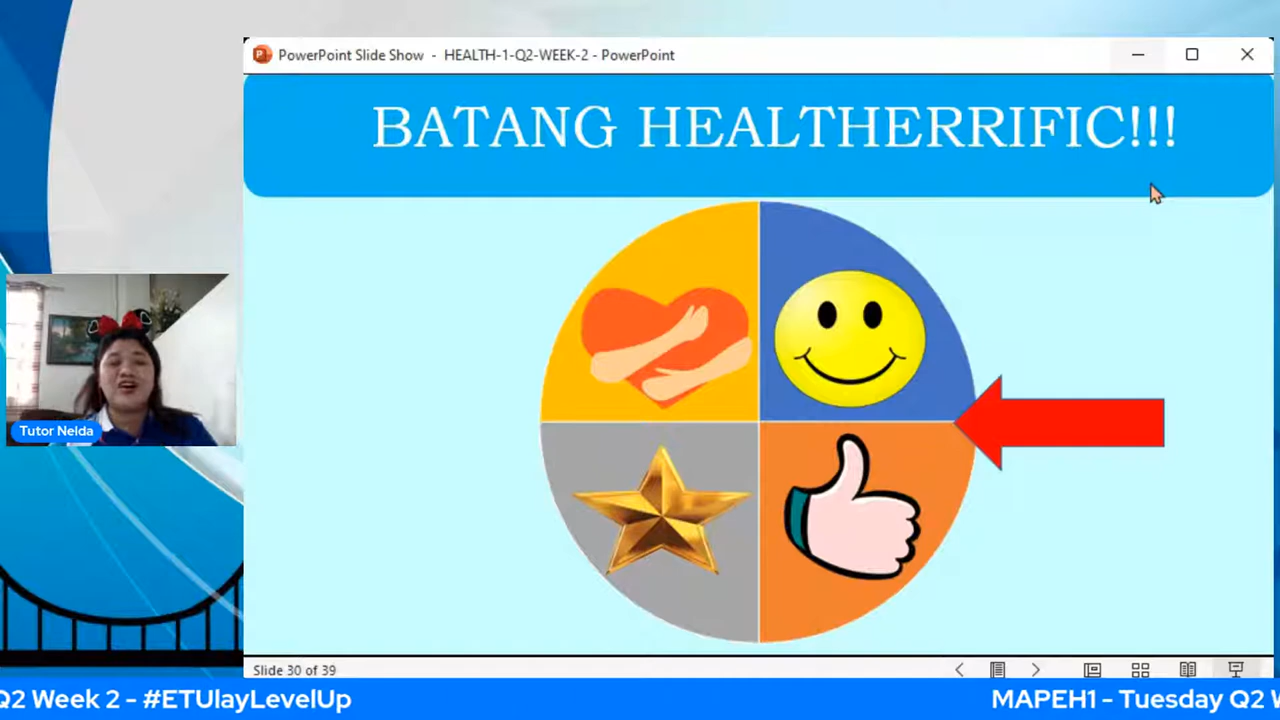 PowerPoint Slide Show - HEALTH-1-Q2-WEEK-2 - PowerPoint
BATANG HEALTHERRIFIC!!!
Tutor Nelda
Slide 30 of 39
Q2 Week 2 - #ETUlayLevelUp
MAPEH1 - Tuesday Q2 W